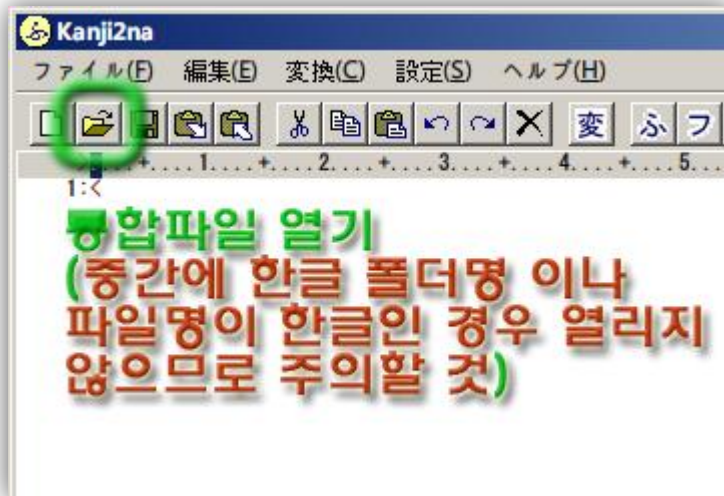 Kanji2na
ファイル(F) 編集(E) 変換(C) 設定(S) ヘルプ(H)
変 ふ フ
....+....1....+....2....+....3....+....4....+....5...
1:<
통합파일 열기
(중간에 한글 폴더명 이나
파일명이 한글인 경우 열리지
않으므로 주의할 것)